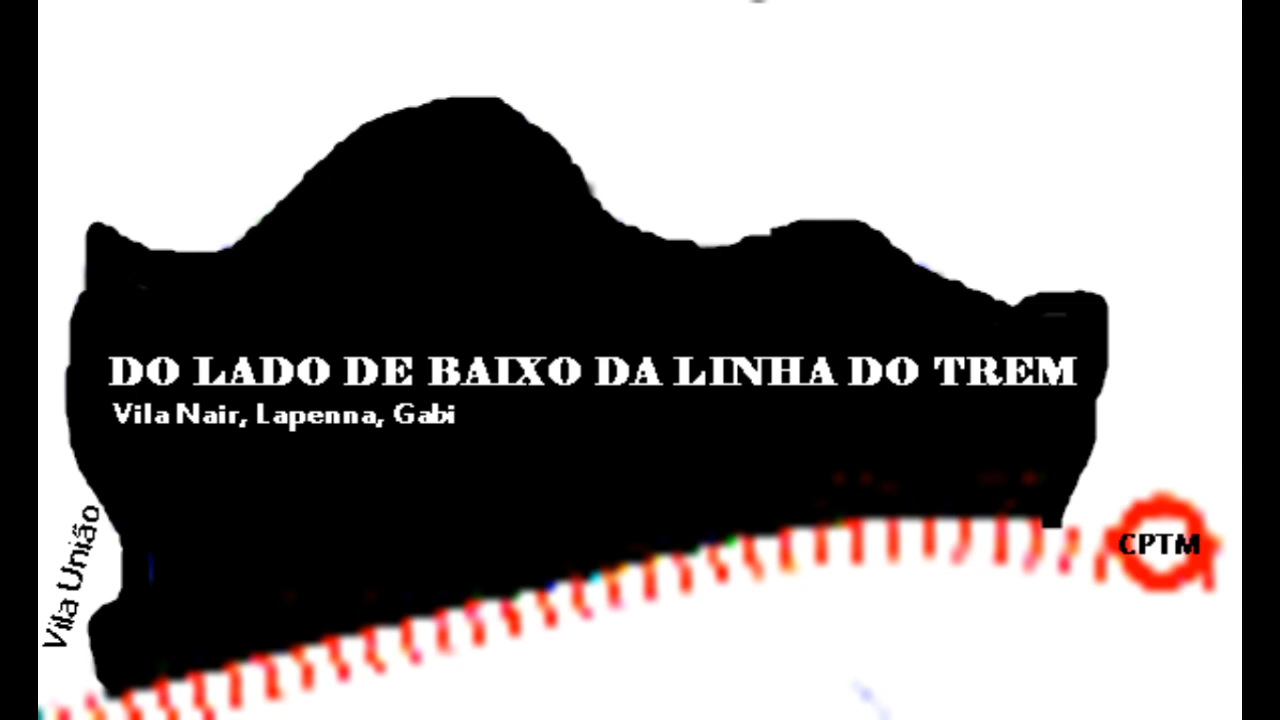 DO LADO DE BAIXO DA LINHA DO TREM
Vila Nair, Lapenna, Gabi
Vila União
CPTM